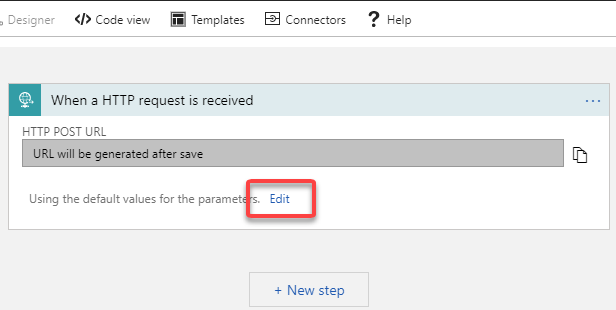 Designer </> Code view Templates Connectors ? Help
When a HTTP request is received ...
HTTP POST URL
URL will be generated after save
Using the default values for the parameters. Edit
+ New step